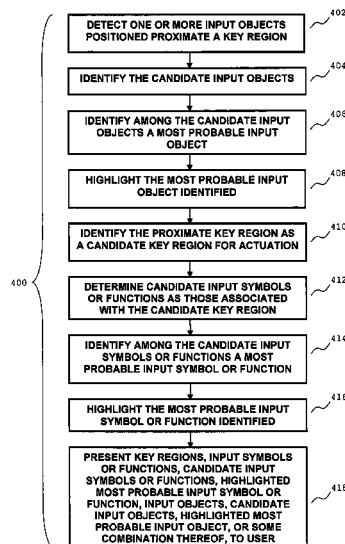 402
DETECT ONE OR MORE INPUT OBJECTS
POSITIONED PROXIMATE A KEY REGION
404
IDENTIFY THE CANDIDATE INPUT OBJECTS
406
IDENTIFY AMONG THE CANDIDATE INPUT
OBJECTS A MOST PROBABLE INPUT
OBJECT
408
HIGHLIGHT THE MOST PROBABLE INPUT
OBJECT IDENTIFIED
410
IDENTIFY THE PROXIMATE KEY REGION AS
A CANDIDATE KEY REGION FOR ACTUATION
400
412
DETERMINE CANDIDATE INPUT SYMBOLS
OR FUNCTIONS AS THOSE ASSOCIATED
WITH THE CANDIDATE KEY REGION
414
IDENTIFY AMONG THE CANDIDATE INPUT
SYMBOLS OR FUNCTIONS A MOST
PROBABLE INPUT SYMBOL OR FUNCTION
416
HIGHLIGHT THE MOST PROBABLE INPUT
SYMBOL OR FUNCTION IDENTIFIED
418
PRESENT KEY REGIONS, INPUT SYMBOLS
OR FUNCTIONS, CANDIDATE INPUT
SYMBOLS OR FUNCTIONS, HIGHLIGHTED
MOST PROBABLE INPUT SYMBOL OR
FUNCTION, INPUT OBJECTS, CANDIDATE
INPUT OBJECTS, HIGHLIGHTED MOST
PROBABLE INPUT OBJECT, OR SOME
COMBINATION THEREOF, TO USER